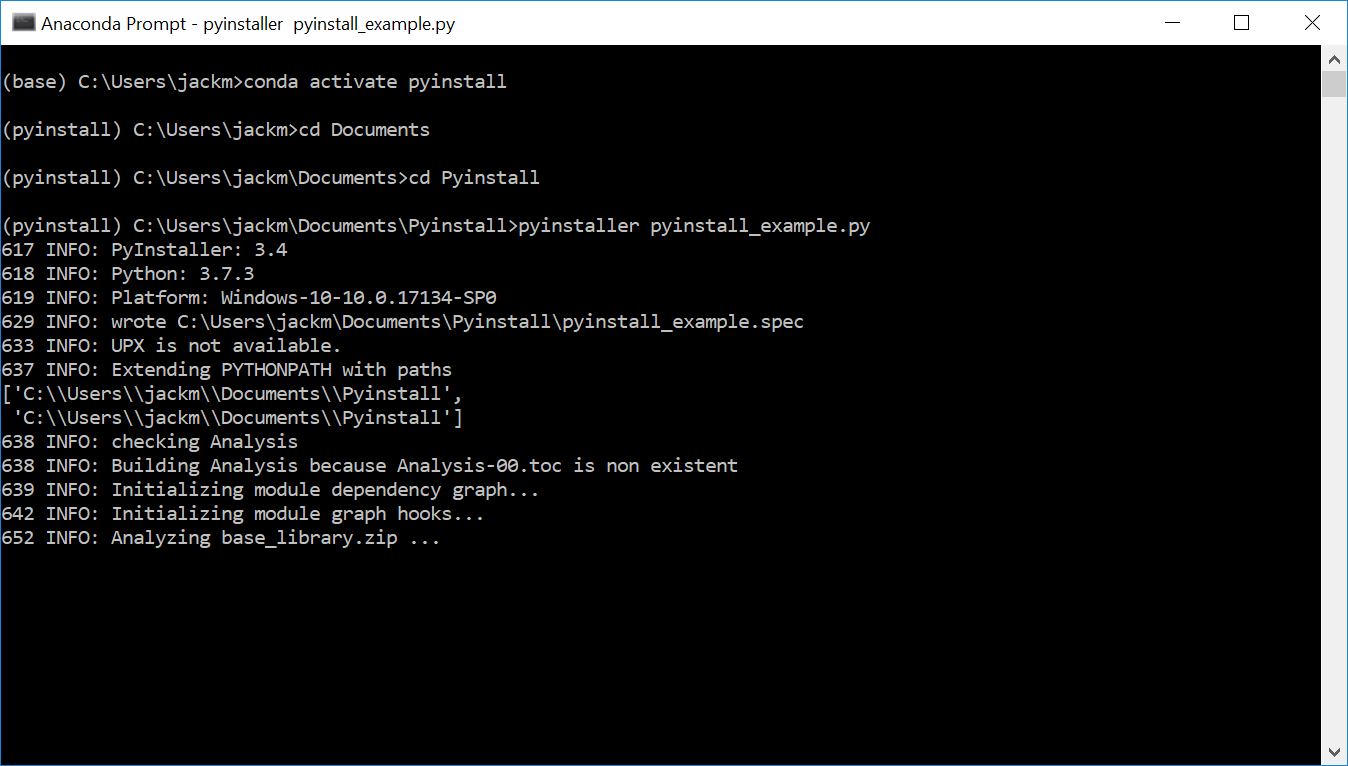 Anaconda Prompt - pyinstaller  pyinstall_example.py
(base) C:\Users\jackm>conda activate pyinstall
(pyinstall) C:\Users\jackm>cd Documents
(pyinstall) C:\Users\jackm\Documents>cd Pyinstall
(pyinstall) C:\Users\jackm\Documents\Pyinstall>pyinstaller pyinstall_example.py
617 INFO: PyInstaller: 3.4
618 INFO: Python: 3.7.3
619 INFO: Platform: Windows-10-10.0.17134-SP0
629 INFO: wrote C:\Users\jackm\Documents\Pyinstall\pyinstall_example.spec
633 INFO: UPX is not available.
637 INFO: Extending PYTHONPATH with paths
['C:\\Users\\jackm\\Documents\\Pyinstall',
 'C:\\Users\\jackm\\Documents\\Pyinstall']
638 INFO: checking Analysis
638 INFO: Building Analysis because Analysis-00.toc is non existent
639 INFO: Initializing module dependency graph...
642 INFO: Initializing module graph hooks...
652 INFO: Analyzing base_library.zip ...